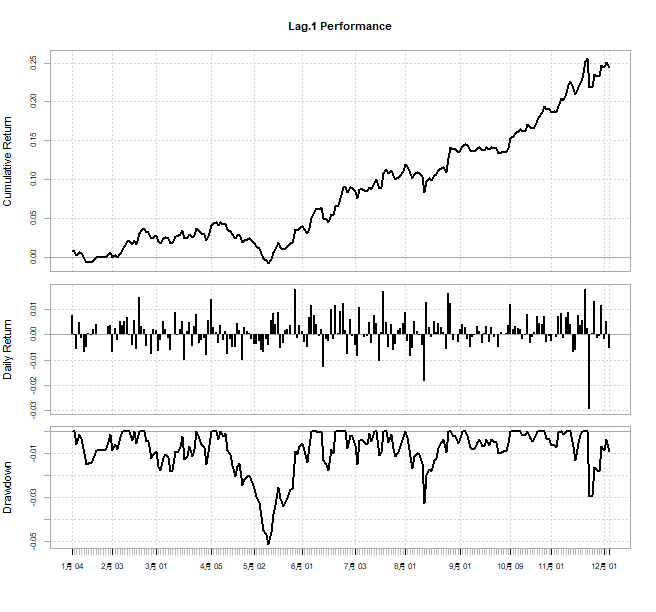 Lag.1 Performance
Cumulative Return
0.25
0.20
0.15
0.10
0.05
0.00
Daily Return
0.01
0.00
-0.01
-0.02
-0.03
Drawdown
-0.01
-0.03
-0.05
1月 04
2月 03
3月 01
4月 05
5月 02
6月 01
7月 03
8月 01
9月 01
10月 09
11月 01
12月 01